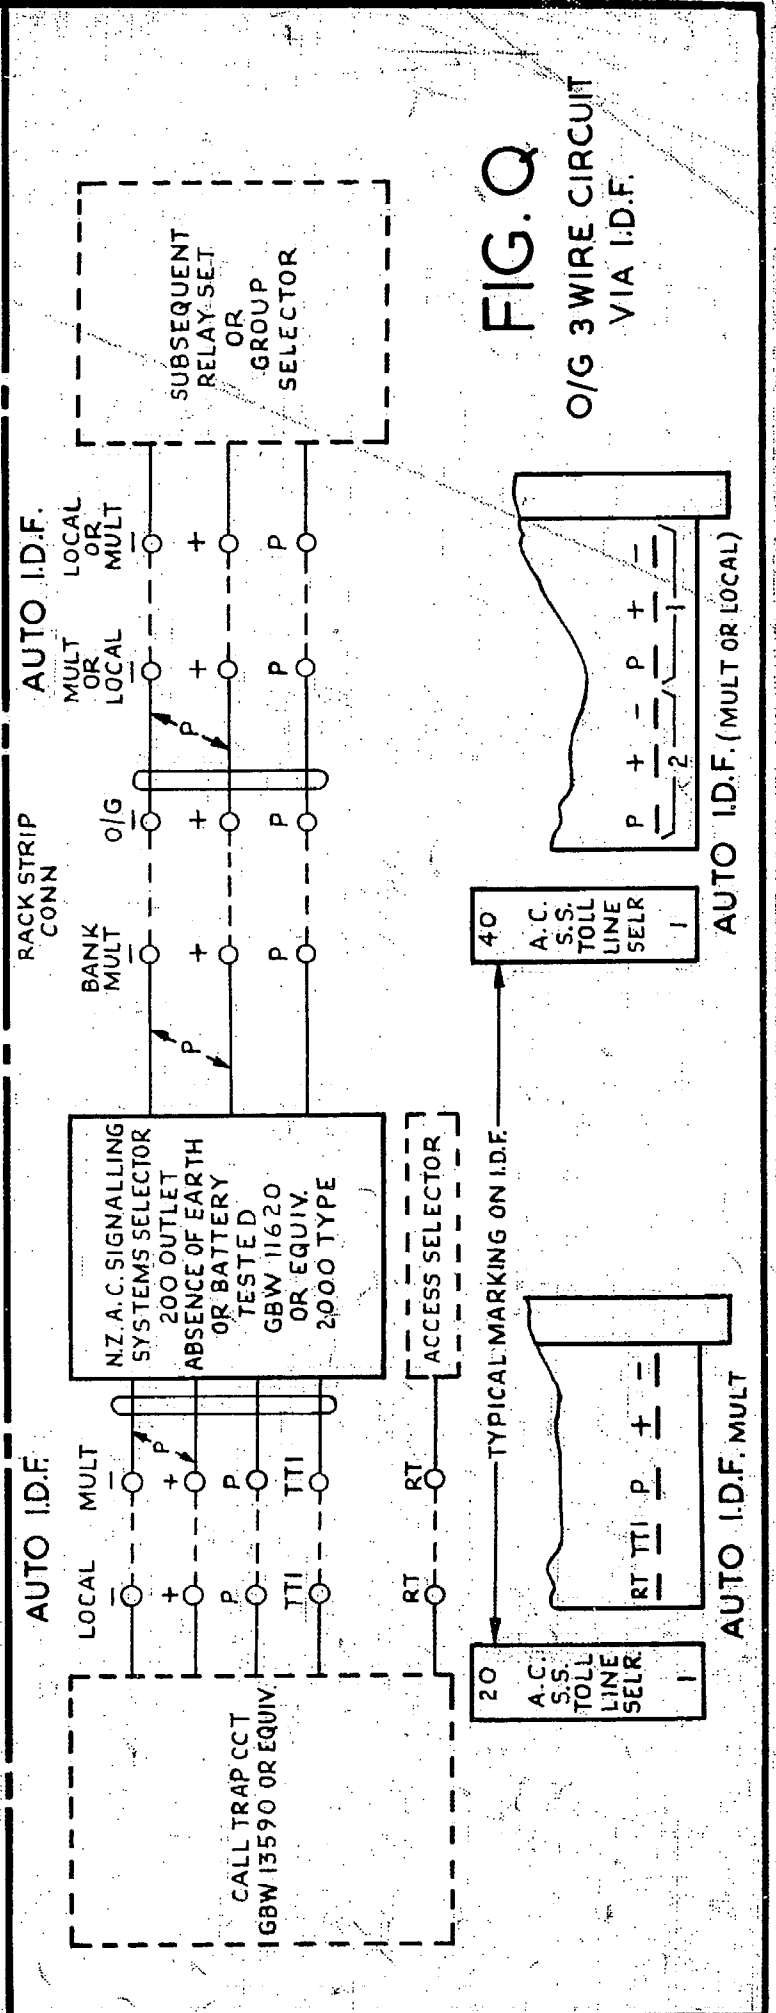 AUTO I.D.F.
LOCAL
MULT
–
–
+
+
P
P
P
TTI
TTI
RT
RT
CALL TRAP CCT
GBW 13590 OR EQUIV.
N.Z.A.C. SIGNALLING
SYSTEMS SELECTOR
200 OUTLET
ABSENCE OF EARTH
OR BATTERY
TESTED
GBW 11620
OR EQUIV.
2000 TYPE
ACCESS SELECTOR
RACK STRIP
CONN
BANK
MULT
O/G
–
–
+
+
P
P
P
P
AUTO I.D.F.
MULT
OR
LOCAL
LOCAL
OR
MULT
–
–
+
+
P
P
SUBSEQUENT
RELAY SET
OR
GROUP
SELECTOR
TYPICAL MARKING ON I.D.F.
20
A.C.
S.S.
TOLL
LINE
SELR.
1
RT TTI P + –
AUTO I.D.F. MULT
40
A.C.
S.S.
TOLL
LINE
SELR
1
P + – P + –
2 1
AUTO I.D.F. (MULT OR LOCAL)
FIG. Q
O/G 3 WIRE CIRCUIT
VIA I.D.F.